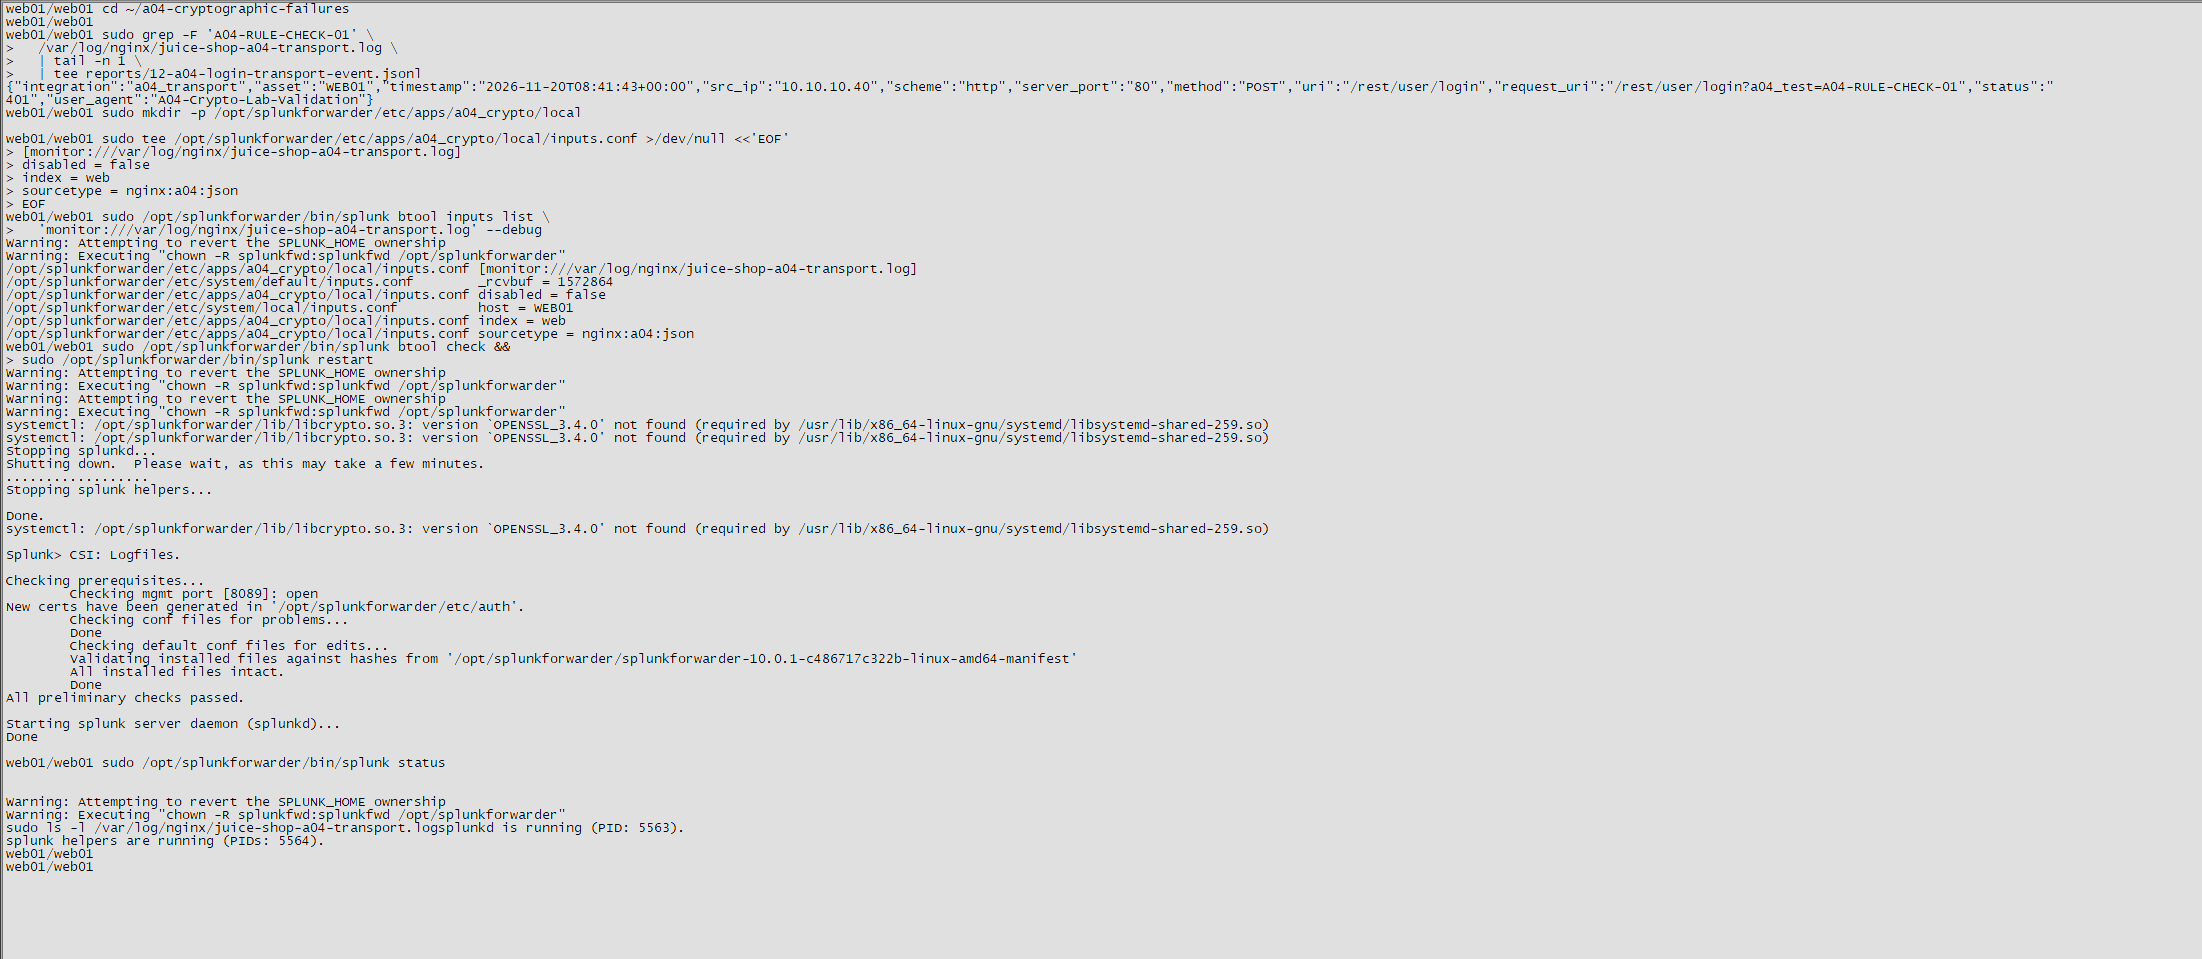 web01/web01 cd ~/a04-cryptographic-failures
web01/web01
web01/web01 sudo grep -F 'A04-RULE-CHECK-01' \
>   /var/log/nginx/juice-shop-a04-transport.log \
>   | tail -n 1 \
>   | tee reports/12-a04-login-transport-event.jsonl
{"integration":"a04_transport","asset":"WEB01","timestamp":"2026-11-20T08:41:43+00:00","src_ip":"10.10.10.40","scheme":"http","server_port":"80","method":"POST","uri":"/rest/user/login","request_uri":"/rest/user/login?a04_test=A04-RULE-CHECK-01","status":"
401","user_agent":"A04-Crypto-Lab-Validation"}
web01/web01 sudo mkdir -p /opt/splunkforwarder/etc/apps/a04_crypto/local
web01/web01 sudo tee /opt/splunkforwarder/etc/apps/a04_crypto/local/inputs.conf >/dev/null <<'EOF'
> [monitor:///var/log/nginx/juice-shop-a04-transport.log]
> disabled = false
> index = web
> sourcetype = nginx:a04:json
> EOF
web01/web01 sudo /opt/splunkforwarder/bin/splunk btool inputs list \
>   'monitor:///var/log/nginx/juice-shop-a04-transport.log' --debug
Warning: Attempting to revert the SPLUNK_HOME ownership
Warning: Executing "chown -R splunkfwd:splunkfwd /opt/splunkforwarder"
/opt/splunkforwarder/etc/apps/a04_crypto/local/inputs.conf [monitor:///var/log/nginx/juice-shop-a04-transport.log]
/opt/splunkforwarder/etc/system/default/inputs.conf        _rcvbuf = 1572864
/opt/splunkforwarder/etc/apps/a04_crypto/local/inputs.conf disabled = false
/opt/splunkforwarder/etc/system/local/inputs.conf          host = WEB01
/opt/splunkforwarder/etc/apps/a04_crypto/local/inputs.conf index = web
/opt/splunkforwarder/etc/apps/a04_crypto/local/inputs.conf sourcetype = nginx:a04:json
web01/web01 sudo /opt/splunkforwarder/bin/splunk btool check &&
> sudo /opt/splunkforwarder/bin/splunk restart
Warning: Attempting to revert the SPLUNK_HOME ownership
Warning: Executing "chown -R splunkfwd:splunkfwd /opt/splunkforwarder"
Warning: Attempting to revert the SPLUNK_HOME ownership
Warning: Executing "chown -R splunkfwd:splunkfwd /opt/splunkforwarder"
systemctl: /opt/splunkforwarder/lib/libcrypto.so.3: version `OPENSSL_3.4.0' not found (required by /usr/lib/x86_64-linux-gnu/systemd/libsystemd-shared-259.so)
systemctl: /opt/splunkforwarder/lib/libcrypto.so.3: version `OPENSSL_3.4.0' not found (required by /usr/lib/x86_64-linux-gnu/systemd/libsystemd-shared-259.so)
Stopping splunkd...
Shutting down.  Please wait, as this may take a few minutes.
..................
Stopping splunk helpers...
Done.
systemctl: /opt/splunkforwarder/lib/libcrypto.so.3: version `OPENSSL_3.4.0' not found (required by /usr/lib/x86_64-linux-gnu/systemd/libsystemd-shared-259.so)
Splunk> CSI: Logfiles.
Checking prerequisites...
        Checking mgmt port [8089]: open
New certs have been generated in '/opt/splunkforwarder/etc/auth'.
        Checking conf files for problems...
        Done
        Checking default conf files for edits...
        Validating installed files against hashes from '/opt/splunkforwarder/splunkforwarder-10.0.1-c486717c322b-linux-amd64-manifest'
        All installed files intact.
        Done
All preliminary checks passed.
Starting splunk server daemon (splunkd)...
Done
web01/web01 sudo /opt/splunkforwarder/bin/splunk status
Warning: Attempting to revert the SPLUNK_HOME ownership
Warning: Executing "chown -R splunkfwd:splunkfwd /opt/splunkforwarder"
sudo ls -l /var/log/nginx/juice-shop-a04-transport.logsplunkd is running (PID: 5563).
splunk helpers are running (PIDs: 5564).
web01/web01
web01/web01